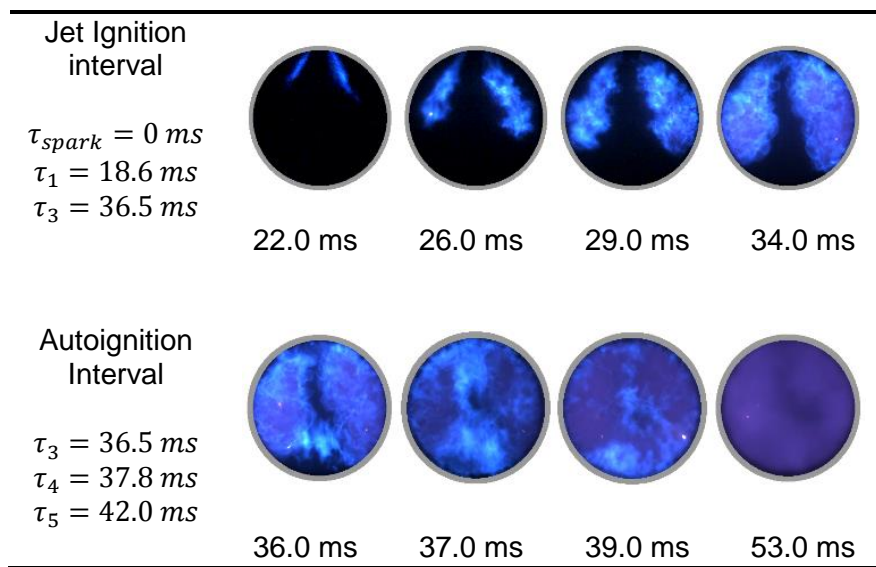 Jet Ignition
interval
τ_spark = 0 ms
τ_1 = 18.6 ms
τ_3 = 36.5 ms
22.0 ms 26.0 ms 29.0 ms 34.0 ms
Autoignition
Interval
τ_3 = 36.5 ms
τ_4 = 37.8 ms
τ_5 = 42.0 ms
36.0 ms 37.0 ms 39.0 ms 53.0 ms